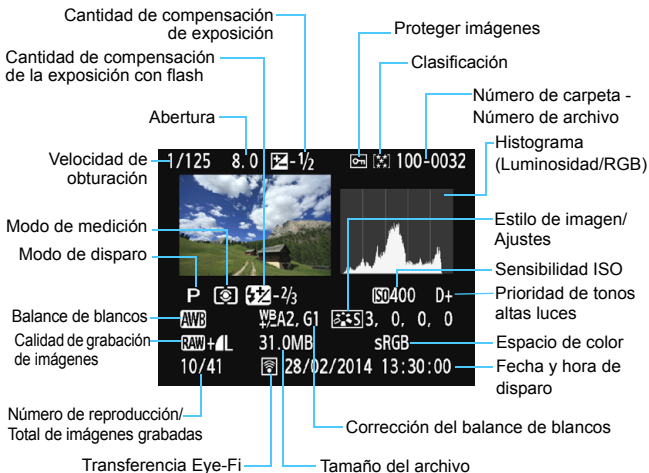 Cantidad de compensación
de exposición
Proteger imágenes
Cantidad de compensación
de la exposición con flash
Clasificación
Número de carpeta -
Número de archivo
Abertura
Histograma
(Luminosidad/RGB)
Velocidad de
obturación
1/125 8.0 -1/2 100-0032
Modo de medición
Estilo de imagen/
Ajustes
Modo de disparo
Sensibilidad ISO
P -2/3 ISO400 D+
Prioridad de tonos
altas luces
Balance de blancos
AWB WB A2, G1 S 3, 0, 0, 0
Calidad de grabación
de imágenes
RAW+L 31.0MB sRGB
Espacio de color
10/41 28/02/2014 13:30:00
Fecha y hora de
disparo
Número de reproducción/
Total de imágenes grabadas
Corrección del balance de blancos
Transferencia Eye-Fi
Tamaño del archivo